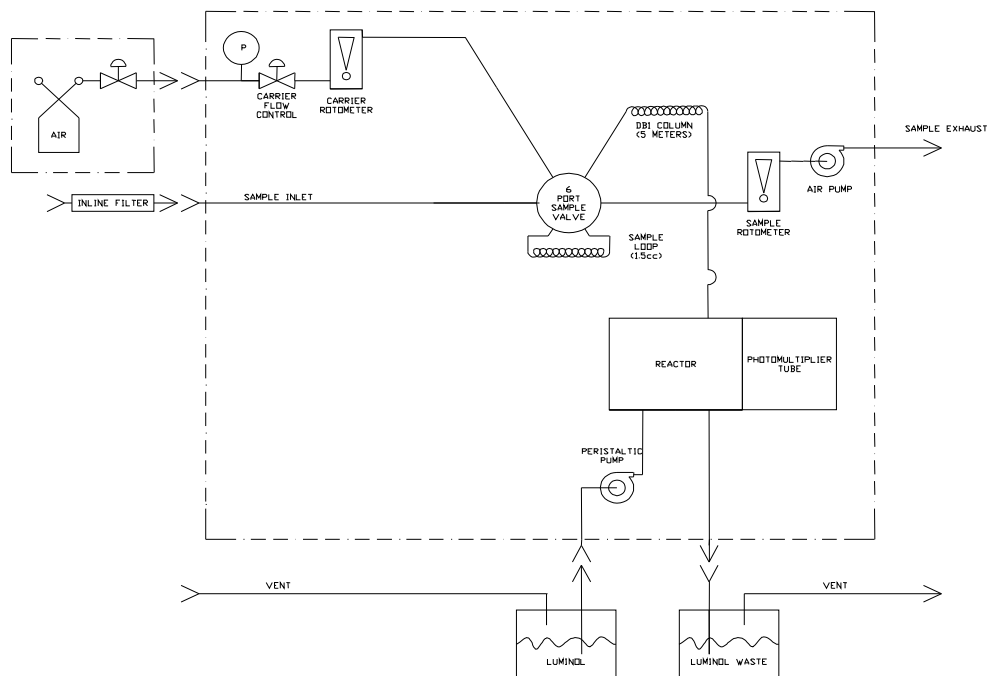 P
CARRIER
FLOW
CONTROL
CARRIER
ROTOMETER
AIR
DB1 COLUMN
(5 METERS)
SAMPLE EXHAUST
AIR PUMP
INLINE FILTER
SAMPLE INLET
6
PORT
SAMPLE
VALVE
SAMPLE
LOOP
(1.5cc)
SAMPLE
ROTOMETER
REACTOR
PHOTOMULTIPLIER
TUBE
PERISTALTIC
PUMP
VENT
VENT
LUMINOL
LUMINOL WASTE